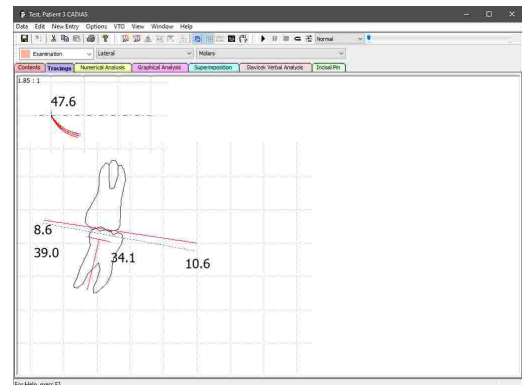 Test, Patient 3 CADIAS
Date Edit New Entry Options VTO View Window Help
Normal
Examination Lateral Molars
Contents Tracings Numerical Analysis Graphical Analysis Superimposition Slavicek Verbal Analysis Incisal Pin
1.85 : 1
47.6
8.6
39.0
34.1
10.6
For Help, press F1